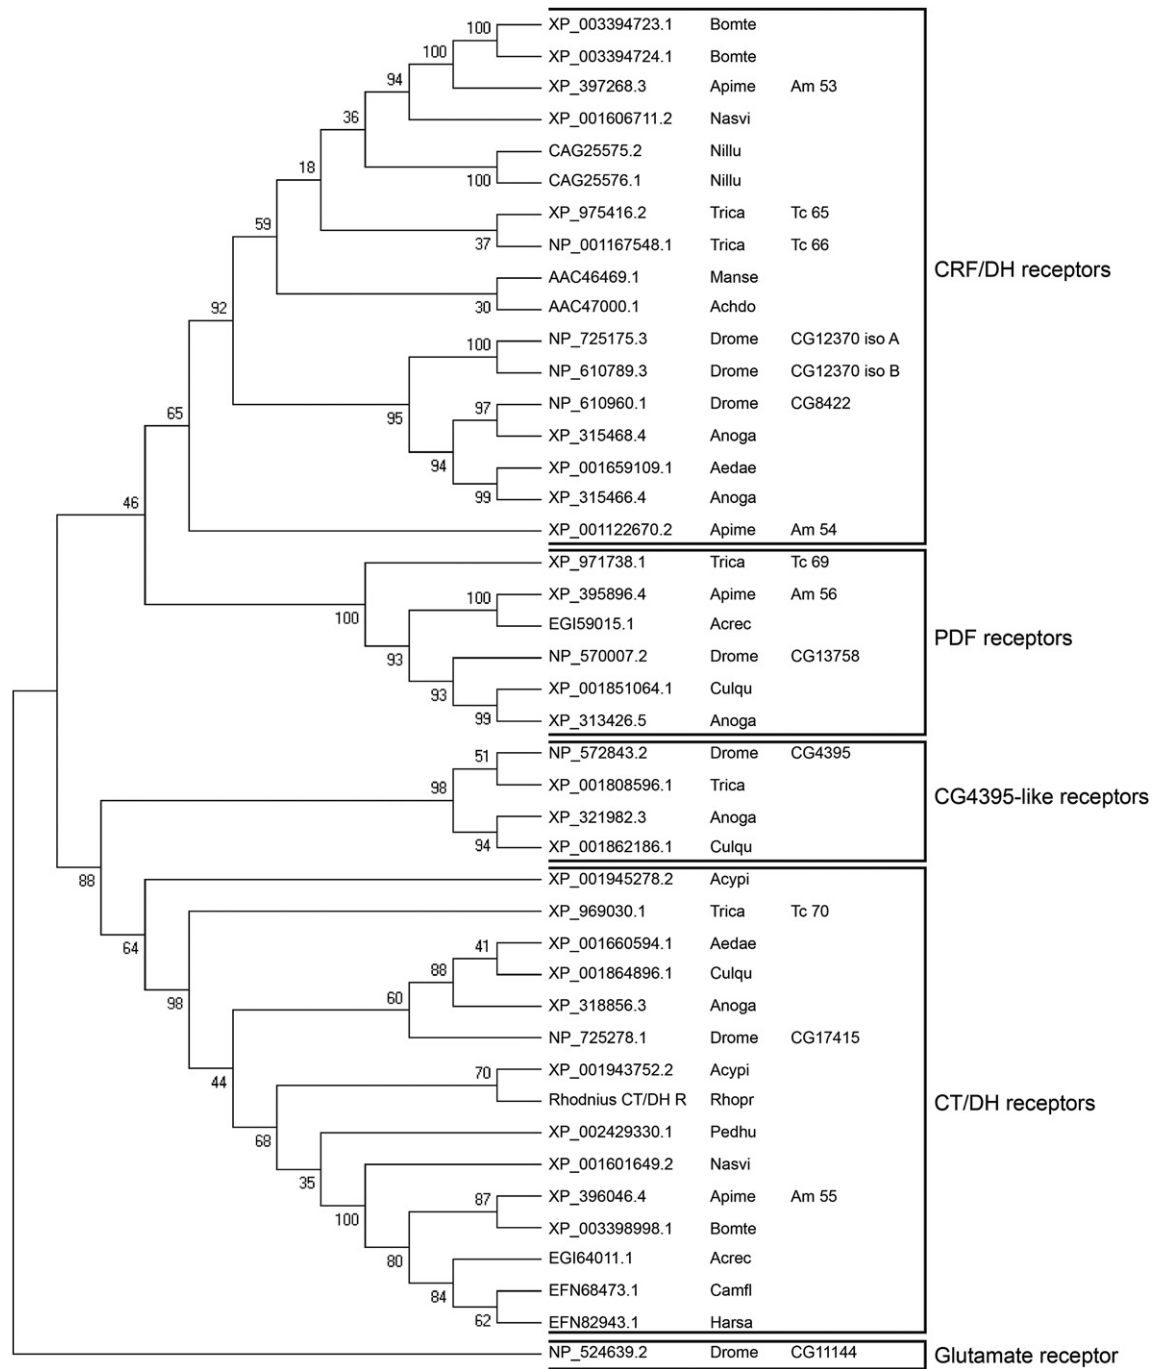 100 XP_003394723.1 Bomte
100 XP_003394724.1 Bomte
94 XP_397268.3 Apime Am 53
36 XP_001606711.2 Nasvi
18 CAG25575.2 Nillu
100 CAG25576.1 Nillu
59 XP_975416.2 Trica Tc 65
37 NP_001167548.1 Trica Tc 66
CRF/DH receptors
92 AAC46469.1 Manse
30 AAC47000.1 Achdo
100 NP_725175.3 Drome CG12370 iso A
NP_610789.3 Drome CG12370 iso B
65 95 97 NP_610960.1 Drome CG8422
94 XP_315468.4 Anoga
XP_001659109.1 Aedae
46 99 XP_315466.4 Anoga
XP_001122670.2 Apime Am 54
XP_971738.1 Trica Tc 69
100 100 XP_395896.4 Apime Am 56
EGI59015.1 Acrec
PDF receptors
93 NP_570007.2 Drome CG13758
93 XP_001851064.1 Culqu
99 XP_313426.5 Anoga
51 NP_572843.2 Drome CG4395
98 XP_001808596.1 Trica
CG4395-like receptors
XP_321982.3 Anoga
94 XP_001862186.1 Culqu
88 XP_001945278.2 Acypi
XP_969030.1 Trica Tc 70
64 41 XP_001660594.1 Aedae
88 XP_001864896.1 Culqu
98 60 XP_318856.3 Anoga
NP_725278.1 Drome CG17415
44 70 XP_001943752.2 Acypi
Rhodnius CT/DH R Rhopr
CT/DH receptors
68 XP_002429330.1 Pedhu
35 XP_001601649.2 Nasvi
87 XP_396046.4 Apime Am 55
100 XP_003398998.1 Bomte
80 EGI64011.1 Acrec
84 EFN68473.1 Camfl
62 EFN82943.1 Harsa
NP_524639.2 Drome CG11144
Glutamate receptor